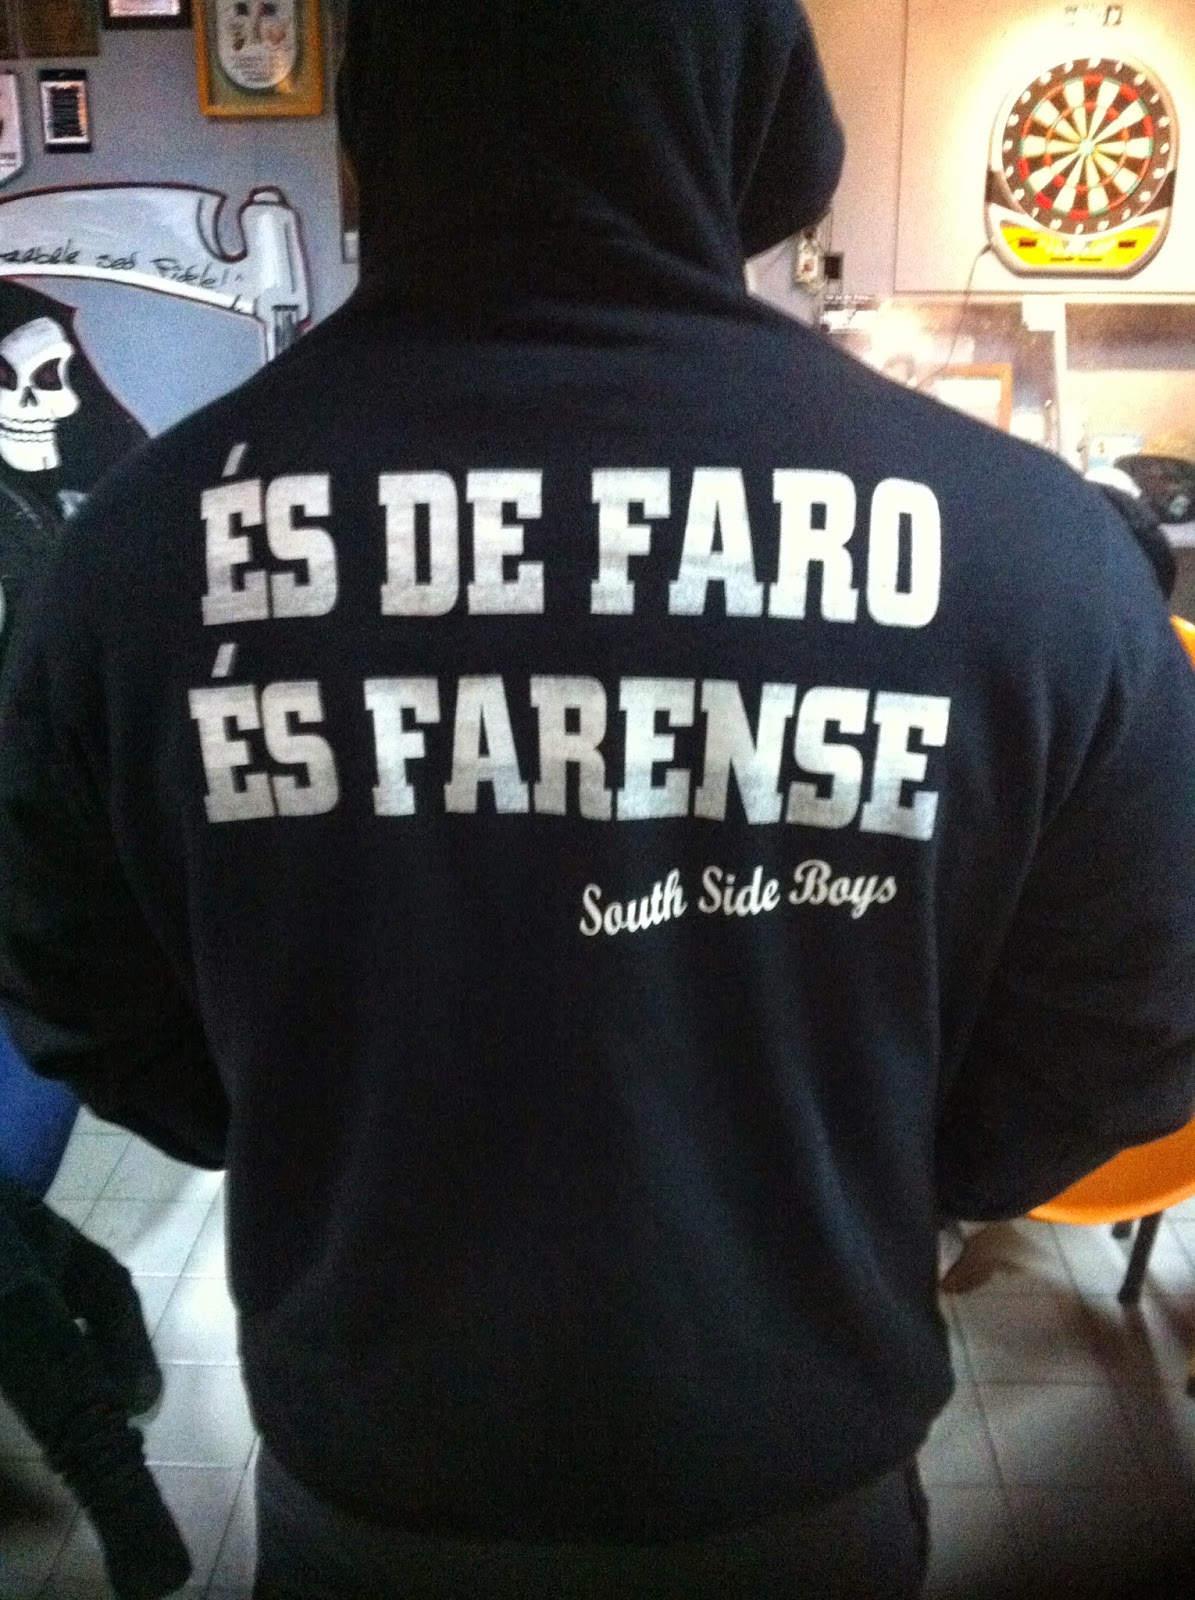 ÉS DE FARO
ÉS FARENSE
South Side Boys